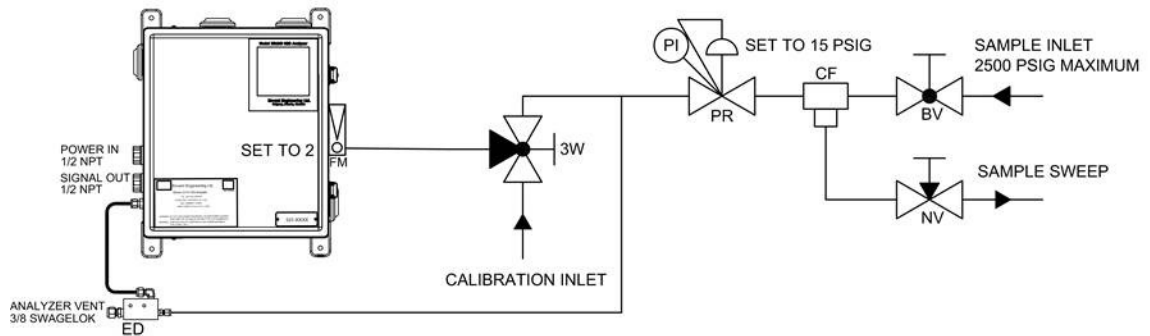 SET TO 2
FM
POWER IN
1/2 NPT
SIGNAL OUT
1/2 NPT
ANALYZER VENT
3/8 SWAGELOK
ED
3W
CALIBRATION INLET
PI
SET TO 15 PSIG
PR
CF
SAMPLE INLET
2500 PSIG MAXIMUM
BV
SAMPLE SWEEP
NV